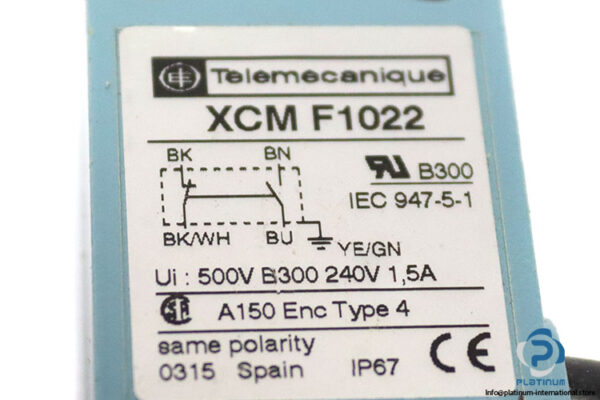 Telemecanique
XCM F1022
BK BN
B300
IEC 947-5-1
BK/WH BU YE/GN
Ui : 500V B300 240V 1,5A
A150 Enc Type 4
same polarity
0315 Spain IP67
CE
PLATINUM
Info@platinum-international.store